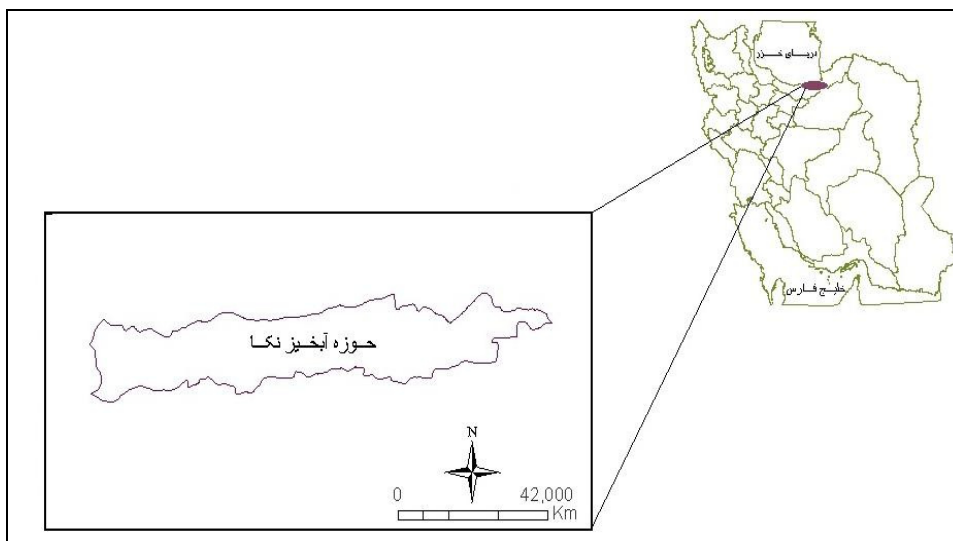 دریای خزر
خلیج فارس
حوزه آبخیز نکا
N
0 42,000
Km